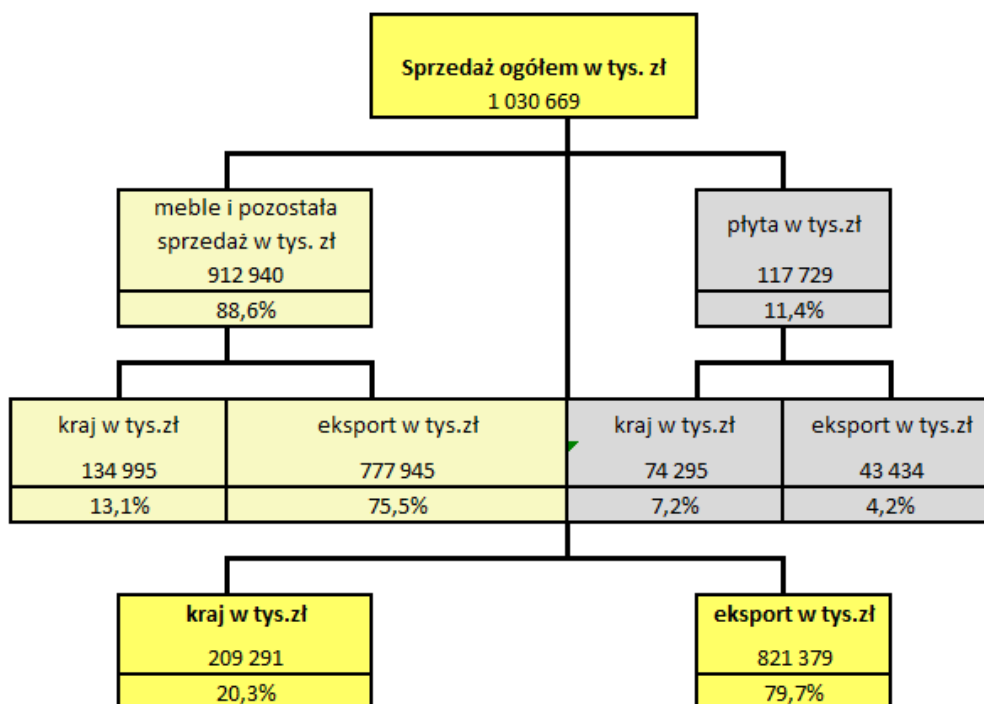 Sprzedaż ogółem w tys. zł
1 030 669
meble i pozostała
sprzedaż w tys. zł
912 940
88,6%
płyta w tys.zł
117 729
11,4%
kraj w tys.zł
134 995
13,1%
eksport w tys.zł
777 945
75,5%
kraj w tys.zł
74 295
7,2%
eksport w tys.zł
43 434
4,2%
kraj w tys.zł
209 291
20,3%
eksport w tys.zł
821 379
79,7%